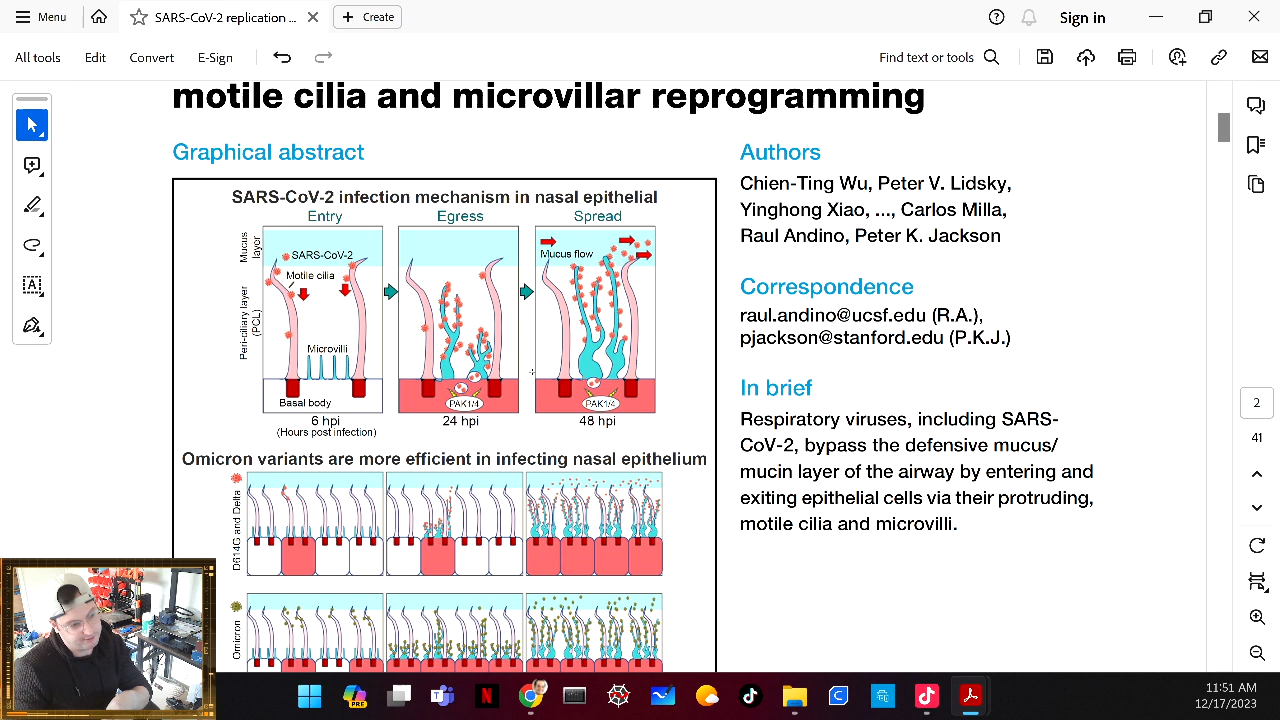 Menu
SARS-CoV-2 replication ...
Create
Sign in
All tools
Edit
Convert
E-Sign
Find text or tools
motile cilia and microvillar reprogramming
Graphical abstract
SARS-CoV-2 infection mechanism in nasal epithelial
Entry
Egress
Spread
Mucus
layer
Peri-ciliary layer
(PCL)
SARS-CoV-2
Motile cilia
Microvilli
Basal body
PAK1/4
Mucus flow
PAK1/4
6 hpi
(Hours post infection)
24 hpi
48 hpi
Omicron variants are more efficient in infecting nasal epithelium
D614G and Delta
Omicron
Authors
Chien-Ting Wu, Peter V. Lidsky,
Yinghong Xiao, ..., Carlos Milla,
Raul Andino, Peter K. Jackson
Correspondence
raul.andino@ucsf.edu (R.A.),
pjackson@stanford.edu (P.K.J.)
In brief
Respiratory viruses, including SARS-
CoV-2, bypass the defensive mucus/
mucin layer of the airway by entering and
exiting epithelial cells via their protruding,
motile cilia and microvilli.
2
41
PRE
11:51 AM
12/17/2023